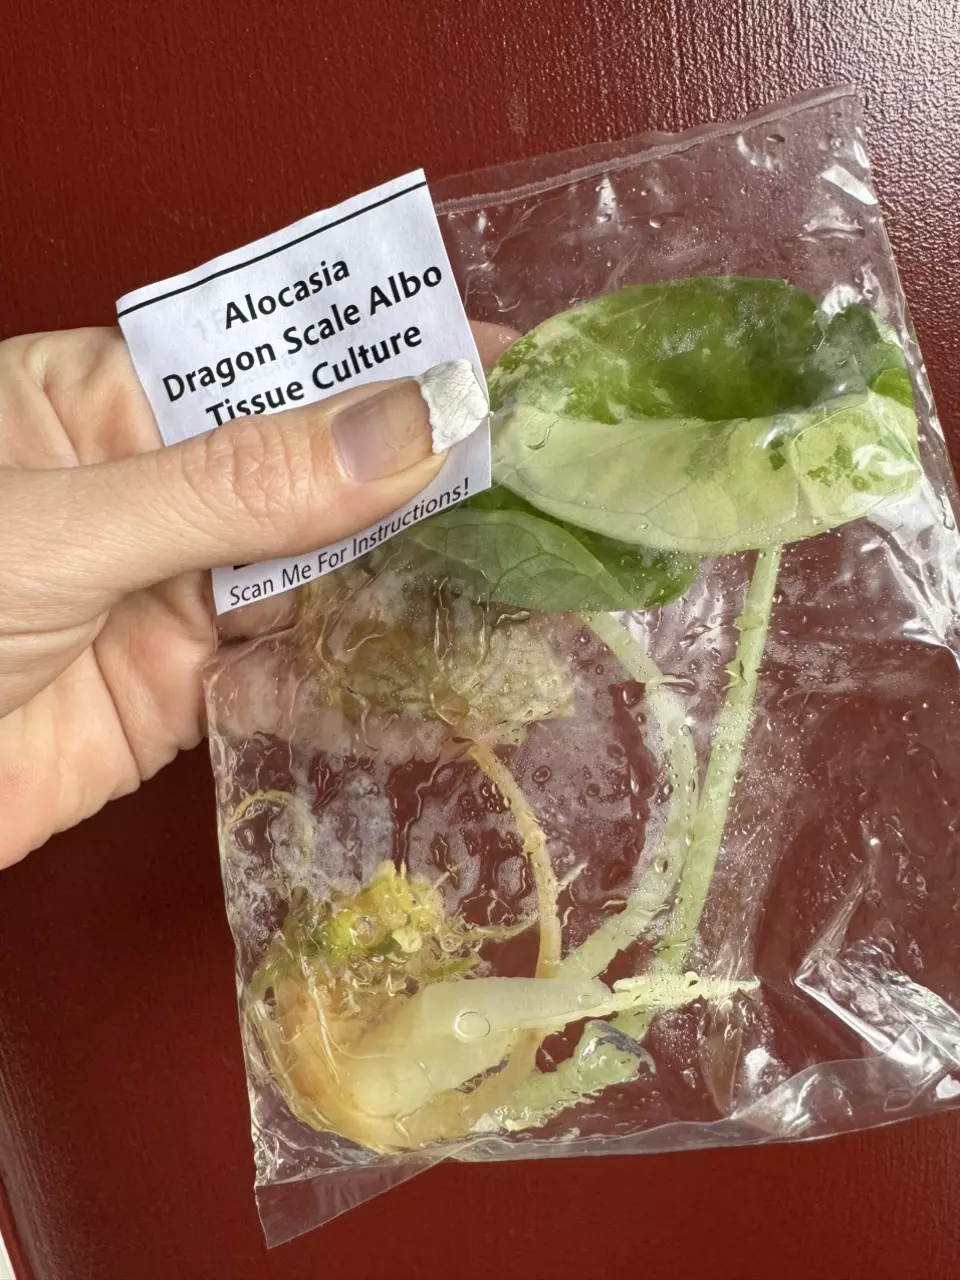 Alocasia
Dragon Scale Albo
Tissue Culture
Scan Me For Instructions!